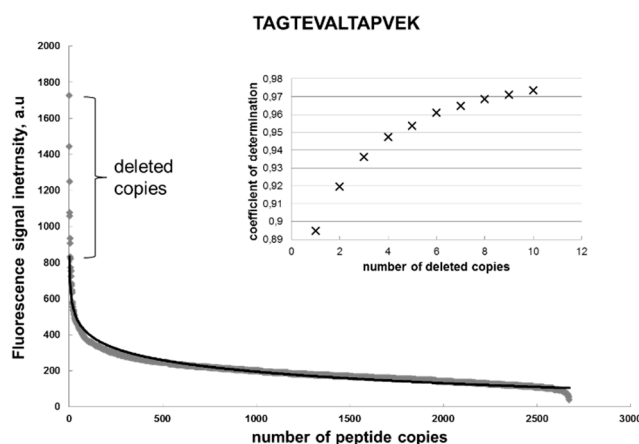 TAGTEVALTAPVEK
Fluorescence signal inetrnsity, a.u
2000
1800
1600
1400
1200
1000
800
600
400
200
0
deleted
copies
coefficient of determination
0,98
0,97
0,96
0,95
0,94
0,93
0,92
0,91
0,9
0,89
0 2 4 6 8 10 12
number of deleted copies
0 500 1000 1500 2000 2500 3000
number of peptide copies